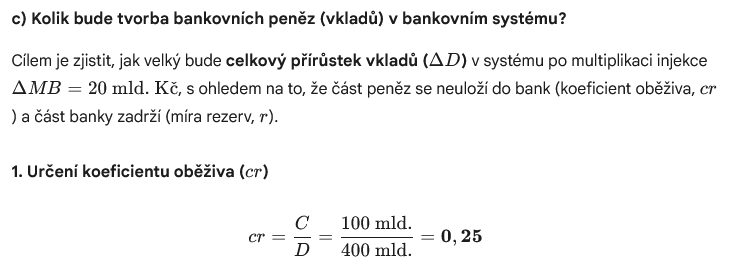 c) Kolik bude tvorba bankovních peněz (vkladů) v bankovním systému?
Cílem je zjistit, jak velký bude celkový přírůstek vkladů (ΔD) v systému po multiplikaci injekce
ΔMB = 20 mld. Kč, s ohledem na to, že část peněz se neuloží do bank (koeficient oběživa, cr
) a část banky zadrží (míra rezerv, r).
1. Určení koeficientu oběživa (cr)
cr = C/D = 100 mld./400 mld. = 0,25